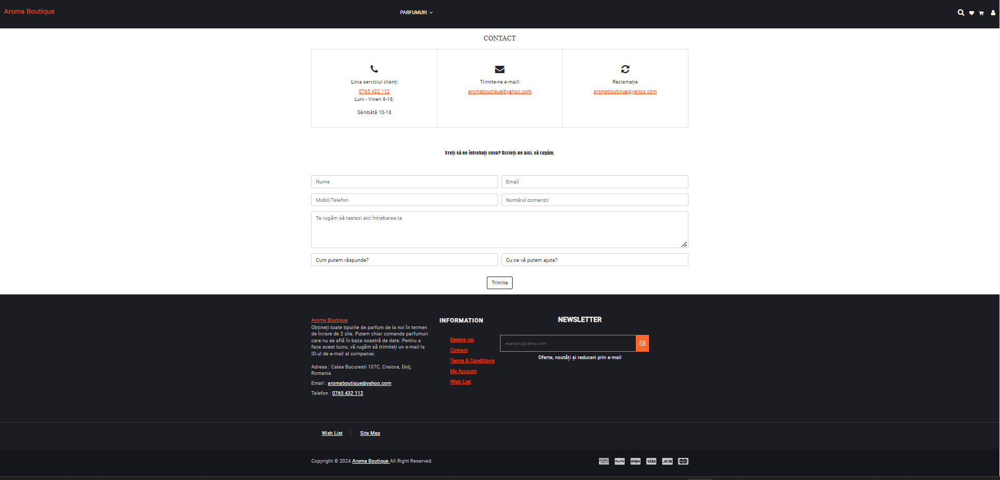 Aroma Boutique
PARFUMURI
CONTACT
Linia serviciul clienți
0765 432 112
Luni - Vineri 8-18,
Sâmbătă 10-18
Trimite-ne e-mail!
aromaboutique@yahoo.com
Reclamație
aromaboutique@yahoo.com
Vreți să ne întrebați ceva? Scrieți-ne aici, vă rugăm.
Nume
Email
Mobil/Telefon
Numărul comenzii
Te rugăm să tastezi aici întrebarea ta
Cum putem răspunde?
Cu ce vă putem ajuta?
Trimite
Aroma Boutique
Obțineți toate tipurile de parfum de la noi în termen
de livrare de 2 zile. Putem chiar comanda parfumuri
care nu se află în baza noastră de date. Pentru a
face acest lucru, vă rugăm să trimiteți un e-mail la
ID-ul de e-mail al companiei.
Adresa : Calea Bucuresti 107C, Craiova, Dolj,
Romania
Email : aromaboutique@yahoo.com
Telefon : 0765 432 112
INFORMATION
Despre noi
Contact
Terms & Conditions
My Account
Wish List
NEWSLETTER
examplu@yahoo.com
Oferte, noutăți și reduceri prin e-mail
Wish List
Site Map
Copyright © 2024 Aroma Boutique All Right Reserved.
PayPal
stripe
VISA
JCB